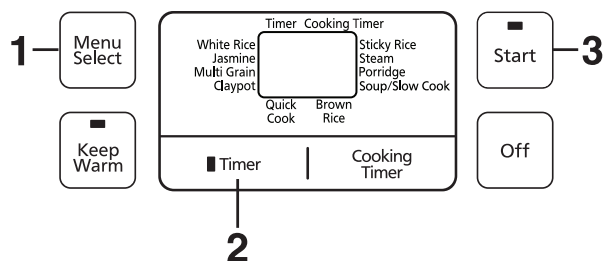 Timer Cooking Timer
1
Menu
Select
White Rice
Jasmine
Multi Grain
Claypot
Sticky Rice
Steam
Porridge
Soup/Slow Cook
Quick
Cook
Brown
Rice
Start
3
Keep
Warm
Timer
Cooking
Timer
Off
2